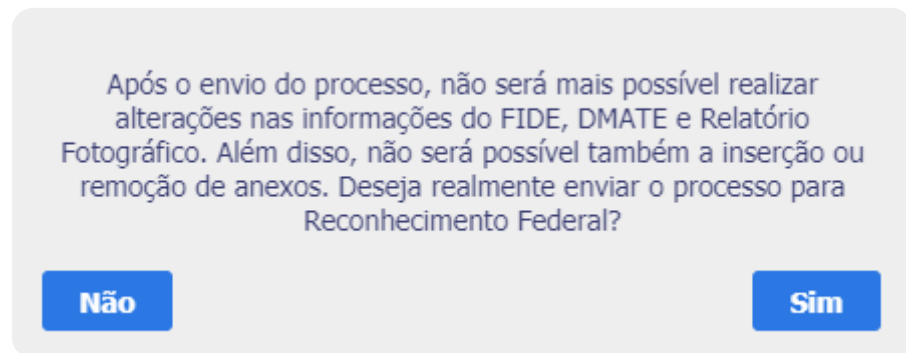 Após o envio do processo, não será mais possível realizar
alterações nas informações do FIDE, DMATE e Relatório
Fotográfico. Além disso, não será possível também a inserção ou
remoção de anexos. Deseja realmente enviar o processo para
Reconhecimento Federal?
Não
Sim